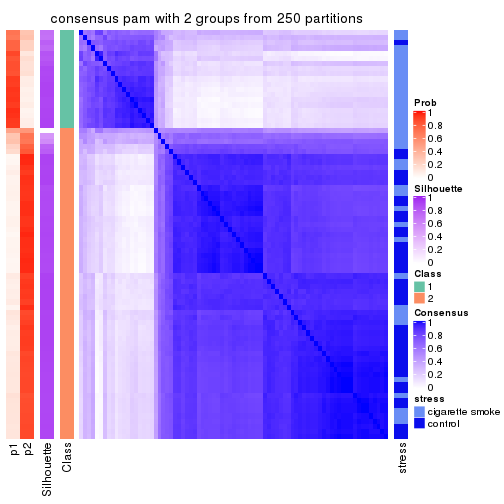 consensus pam with 2 groups from 250 partitions
Prob
1
0.8
0.6
0.4
0.2
0
Silhouette
1
0.8
0.6
0.4
0.2
0
Class
1
2
Consensus
1
0.8
0.6
0.4
0.2
0
stress
cigarette smoke
control
p1
p2
Silhouette
Class
stress